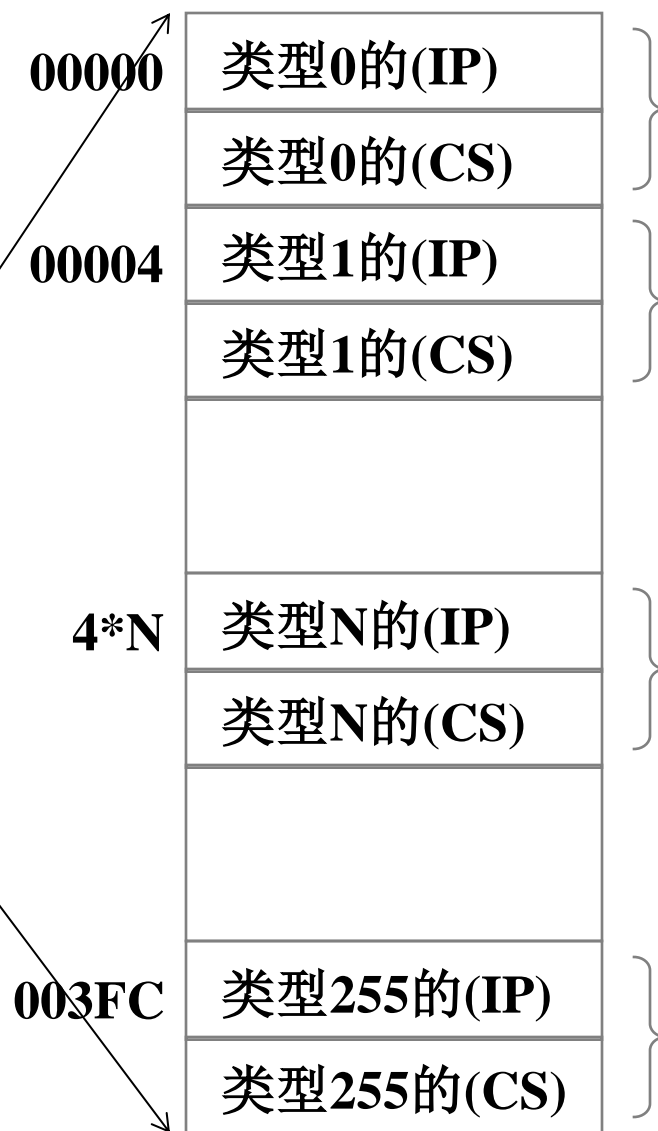 00000 类型0的(IP)
类型0的(CS)
00004 类型1的(IP)
类型1的(CS)
4*N 类型N的(IP)
类型N的(CS)
003FC 类型255的(IP)
类型255的(CS)